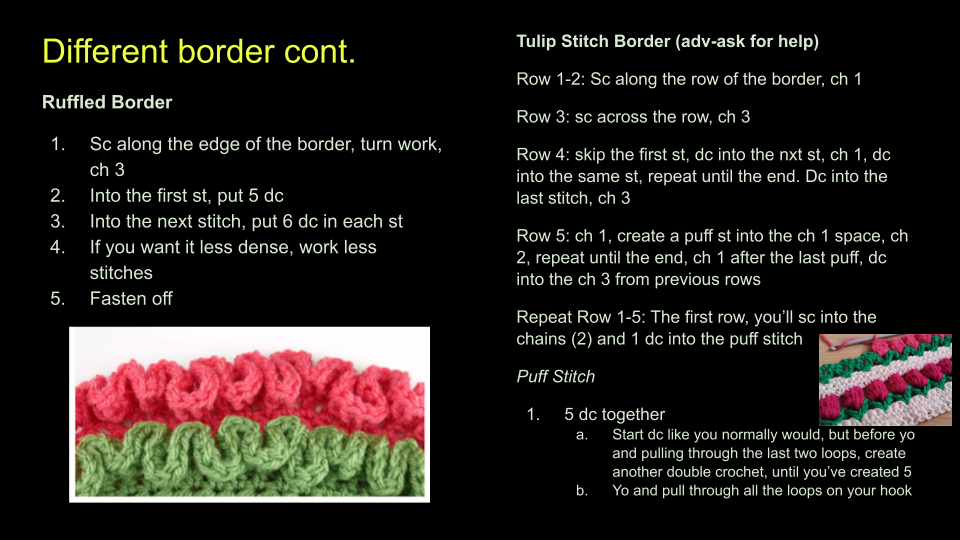 Different border cont.
Ruffled Border
1. Sc along the edge of the border, turn work,
ch 3
2. Into the first st, put 5 dc
3. Into the next stitch, put 6 dc in each st
4. If you want it less dense, work less
stitches
5. Fasten off
Tulip Stitch Border (adv-ask for help)
Row 1-2: Sc along the row of the border, ch 1
Row 3: sc across the row, ch 3
Row 4: skip the first st, dc into the nxt st, ch 1, dc
into the same st, repeat until the end. Dc into the
last stitch, ch 3
Row 5: ch 1, create a puff st into the ch 1 space, ch
2, repeat until the end, ch 1 after the last puff, dc
into the ch 3 from previous rows
Repeat Row 1-5: The first row, you’ll sc into the
chains (2) and 1 dc into the puff stitch
Puff Stitch
1. 5 dc together
a. Start dc like you normally would, but before yo
and pulling through the last two loops, create
another double crochet, until you’ve created 5
b. Yo and pull through all the loops on your hook